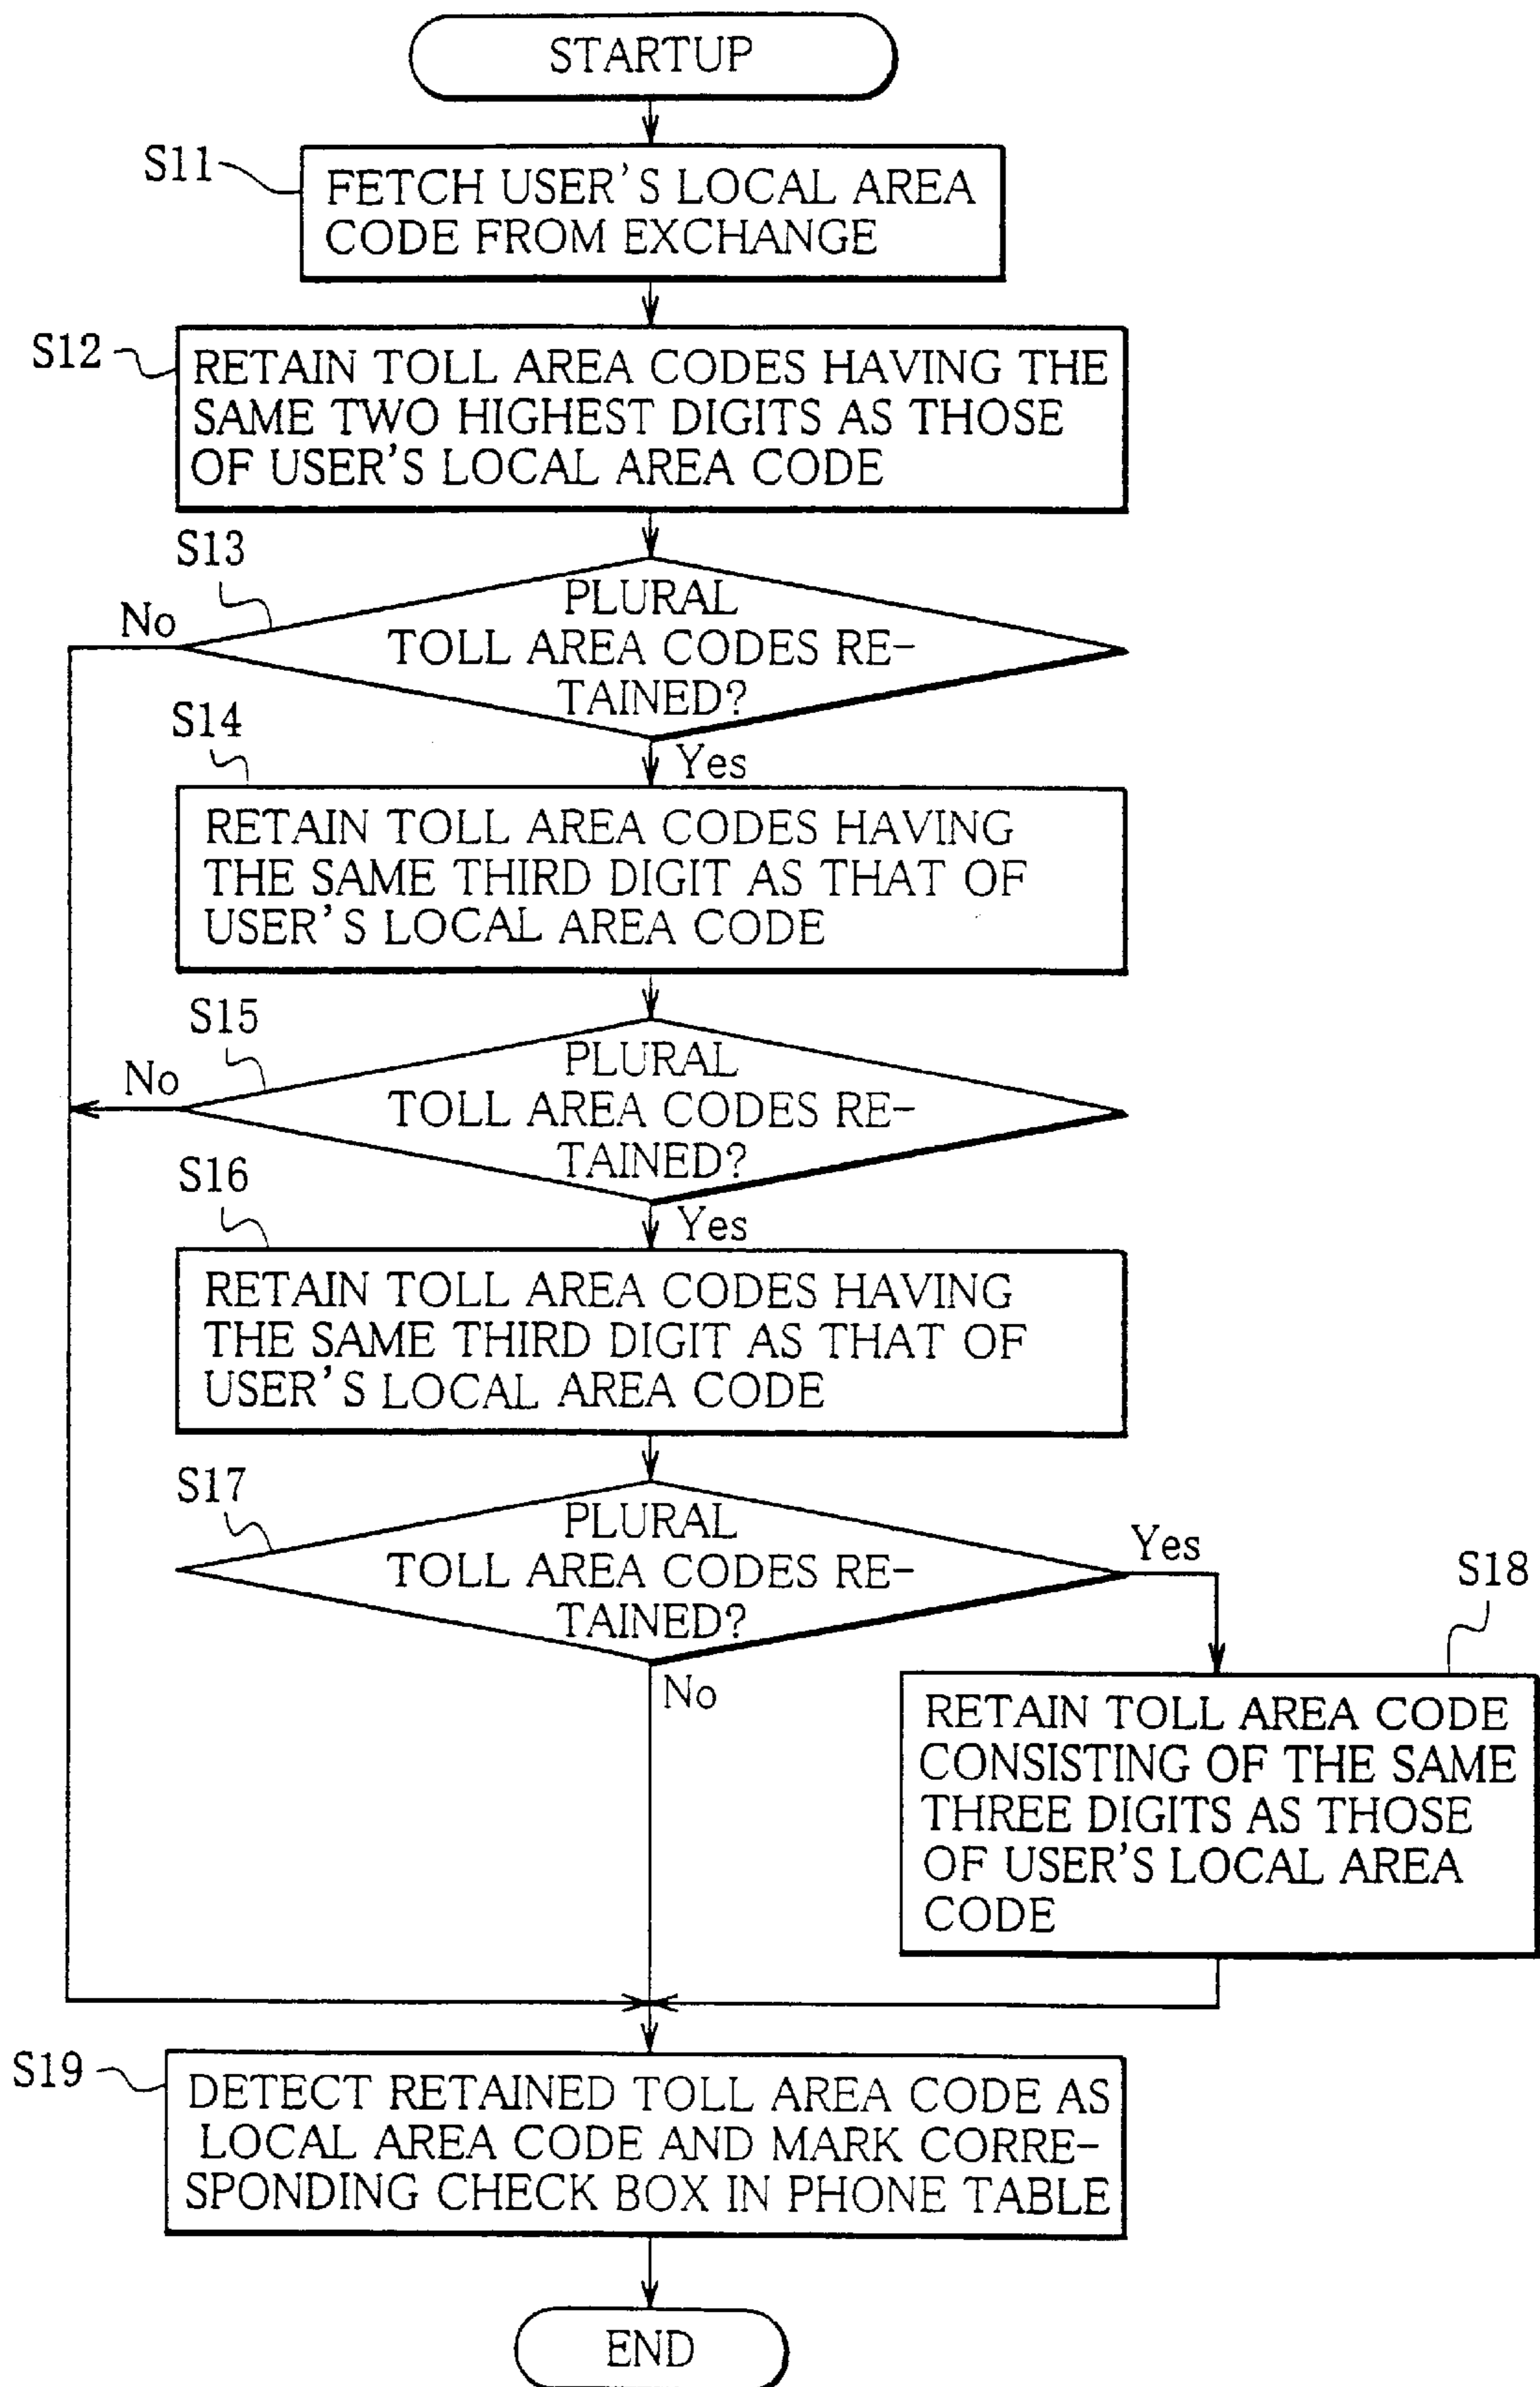 STARTUP
S11
FETCH USER'S LOCAL AREA
CODE FROM EXCHANGE
S12
RETAIN TOLL AREA CODES HAVING THE
SAME TWO HIGHEST DIGITS AS THOSE
OF USER'S LOCAL AREA CODE
S13
No
PLURAL
TOLL AREA CODES RE-
TAINED?
Yes
S14
RETAIN TOLL AREA CODES HAVING
THE SAME THIRD DIGIT AS THAT OF
USER'S LOCAL AREA CODE
S15
No
PLURAL
TOLL AREA CODES RE-
TAINED?
Yes
S16
RETAIN TOLL AREA CODES HAVING
THE SAME THIRD DIGIT AS THAT OF
USER'S LOCAL AREA CODE
S17
PLURAL
TOLL AREA CODES RE-
TAINED?
Yes
No
S18
RETAIN TOLL AREA CODE
CONSISTING OF THE SAME
THREE DIGITS AS THOSE
OF USER'S LOCAL AREA
CODE
S19
DETECT RETAINED TOLL AREA CODE AS
LOCAL AREA CODE AND MARK CORRE-
SPONDING CHECK BOX IN PHONE TABLE
END